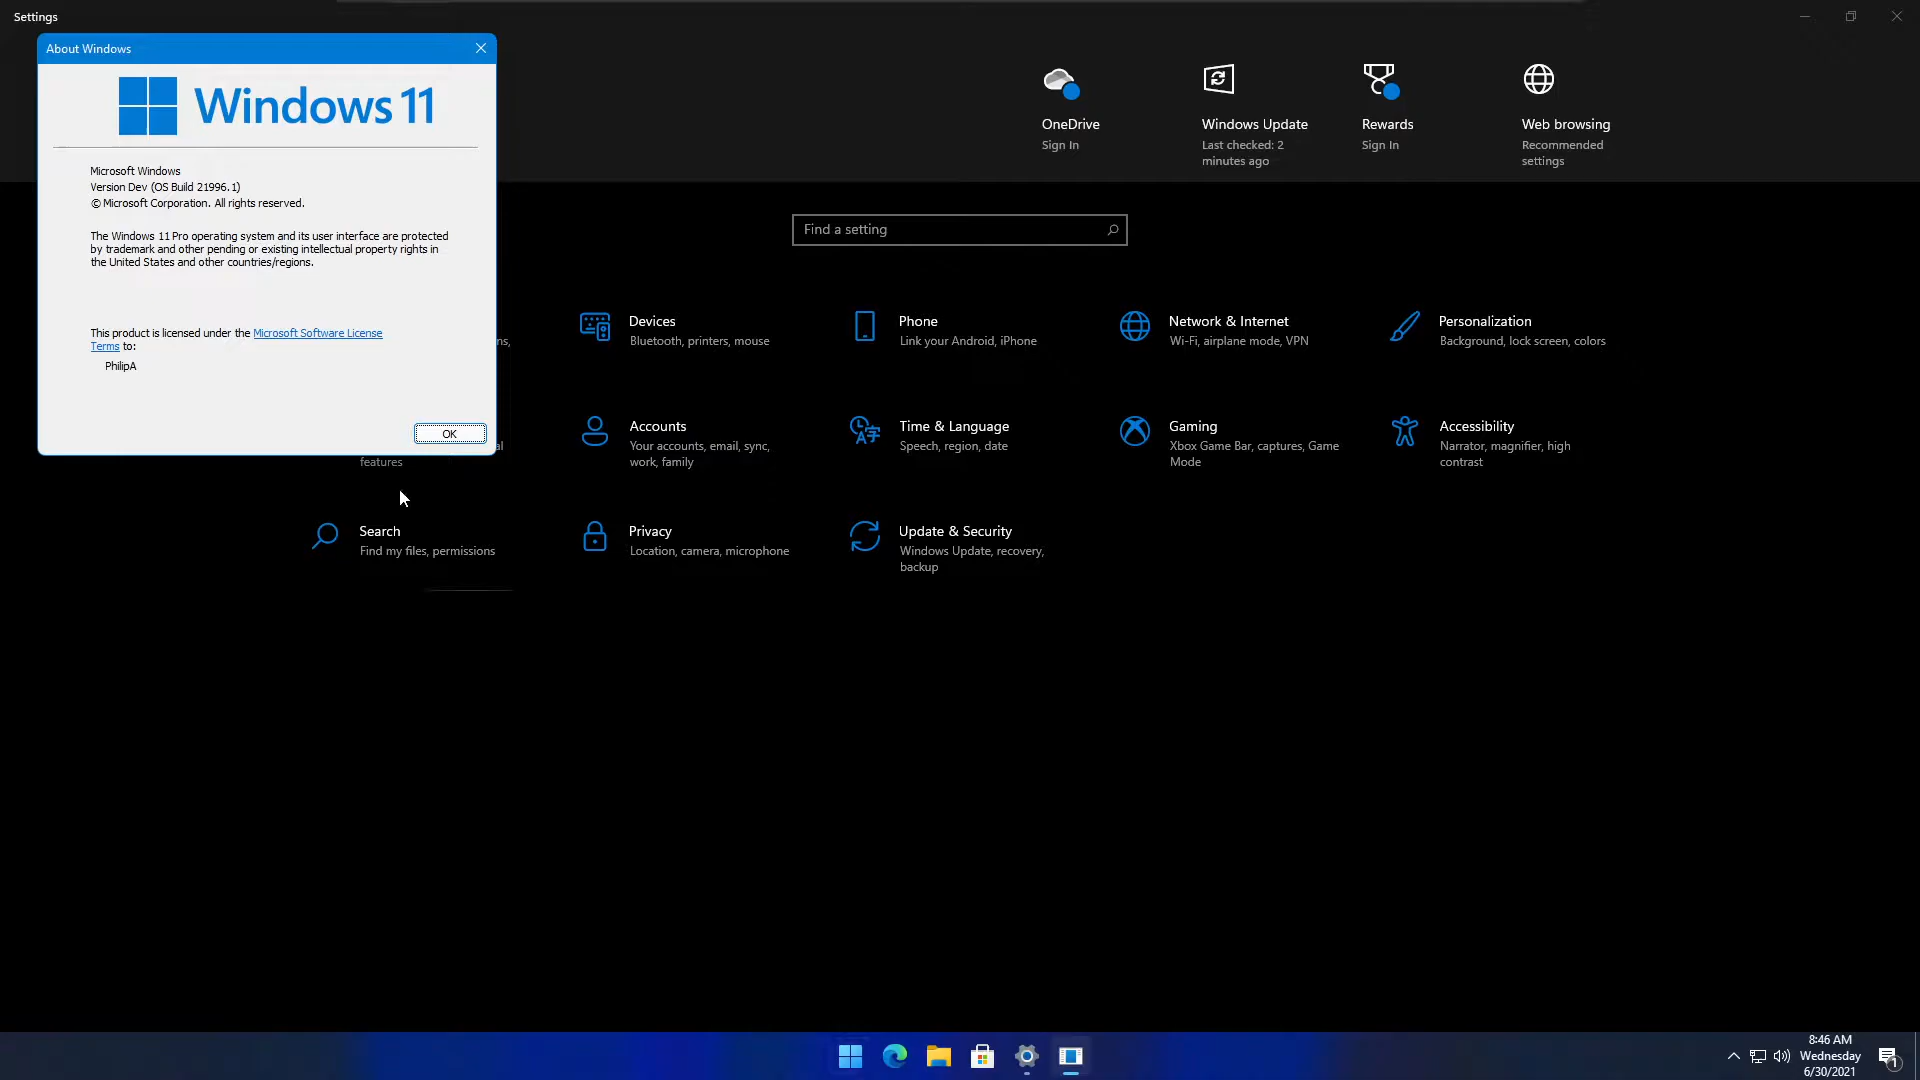 Settings
About Windows
Windows 11
Microsoft Windows
Version Dev (OS Build 21996.1)
© Microsoft Corporation. All rights reserved.
The Windows 11 Pro operating system and its user interface are protected
by trademark and other pending or existing intellectual property rights in
the United States and other countries/regions.
This product is licensed under the Microsoft Software License
Terms to:
PhilipA
OK
OneDrive
Sign In
Windows Update
Last checked: 2
minutes ago
Rewards
Sign In
Web browsing
Recommended
settings
Find a setting
ns,
Devices
Bluetooth, printers, mouse
Phone
Link your Android, iPhone
Network & Internet
Wi-Fi, airplane mode, VPN
Personalization
Background, lock screen, colors
al
features
Accounts
Your accounts, email, sync,
work, family
Time & Language
Speech, region, date
Gaming
Xbox Game Bar, captures, Game
Mode
Accessibility
Narrator, magnifier, high
contrast
Search
Find my files, permissions
Privacy
Location, camera, microphone
Update & Security
Windows Update, recovery,
backup
8:46 AM
Wednesday
6/30/2021
1